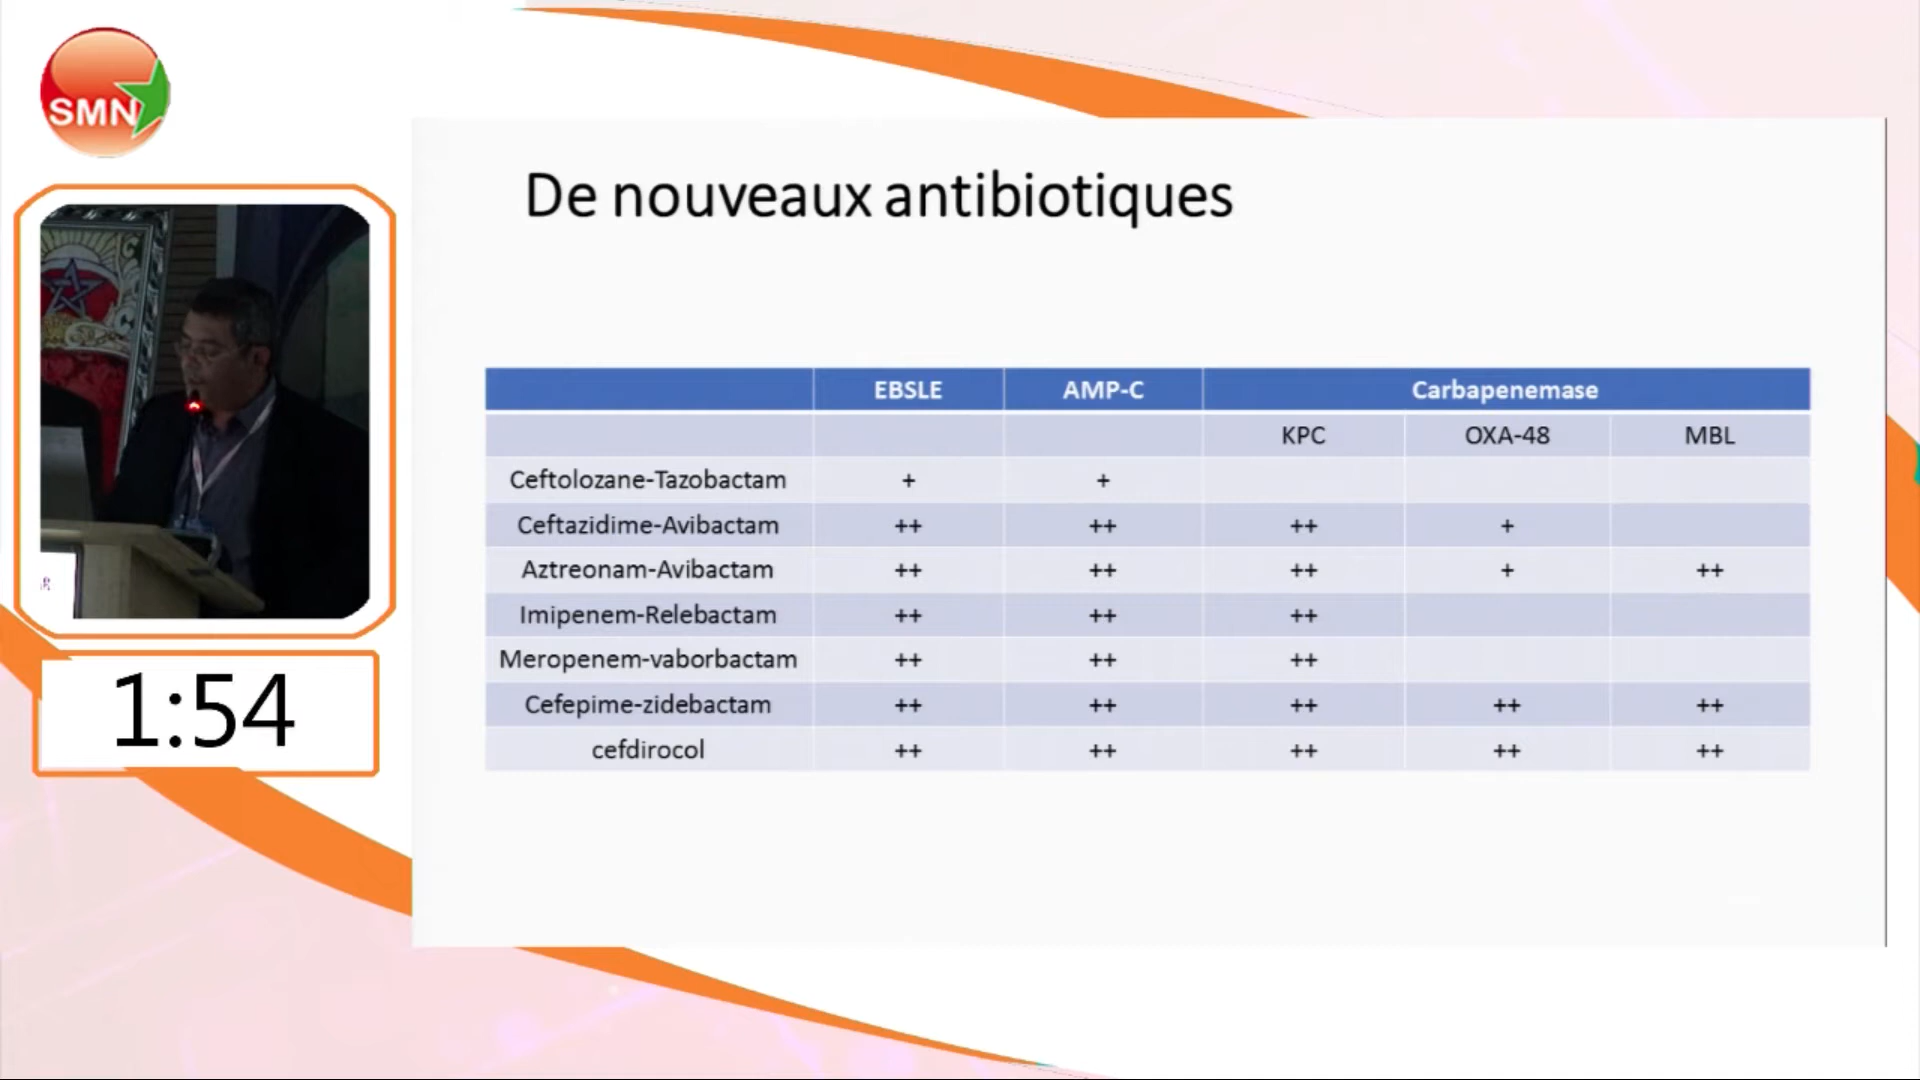 SMN
De nouveaux antibiotiques
EBSLE AMP-C Carbapenemase
KPC OXA-48 MBL
Ceftolozane-Tazobactam + +
Ceftazidime-Avibactam ++ ++ ++ +
Aztreonam-Avibactam ++ ++ ++ + ++
Imipenem-Relebactam ++ ++ ++
Meropenem-vaborbactam ++ ++ ++
Cefepime-zidebactam ++ ++ ++ ++ ++
cefdirocol ++ ++ ++ ++ ++
1:54